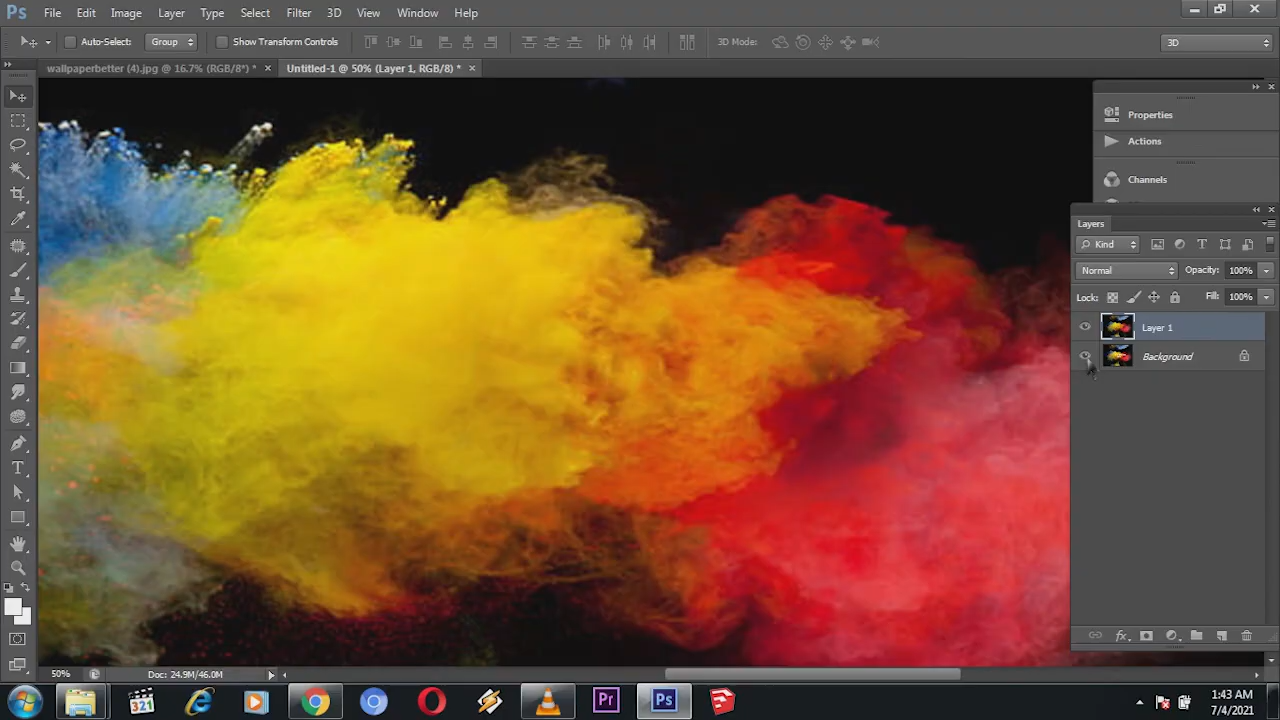 Ps File Edit Image Layer Type Select Filter 3D View Window Help
Auto-Select: Group Show Transform Controls 3D Mode: 3D
wallpaperbetter (4).jpg @ 16.7% (RGB/8*) * × Untitled-1 @ 50% (Layer 1, RGB/8) * ×
Properties
Actions
Channels
Layers
Kind
Normal Opacity: 100%
Lock: Fill: 100%
Layer 1
Background
50% Doc: 24.9M/46.0M
321 Pr Ps
1:43 AM
7/4/2021